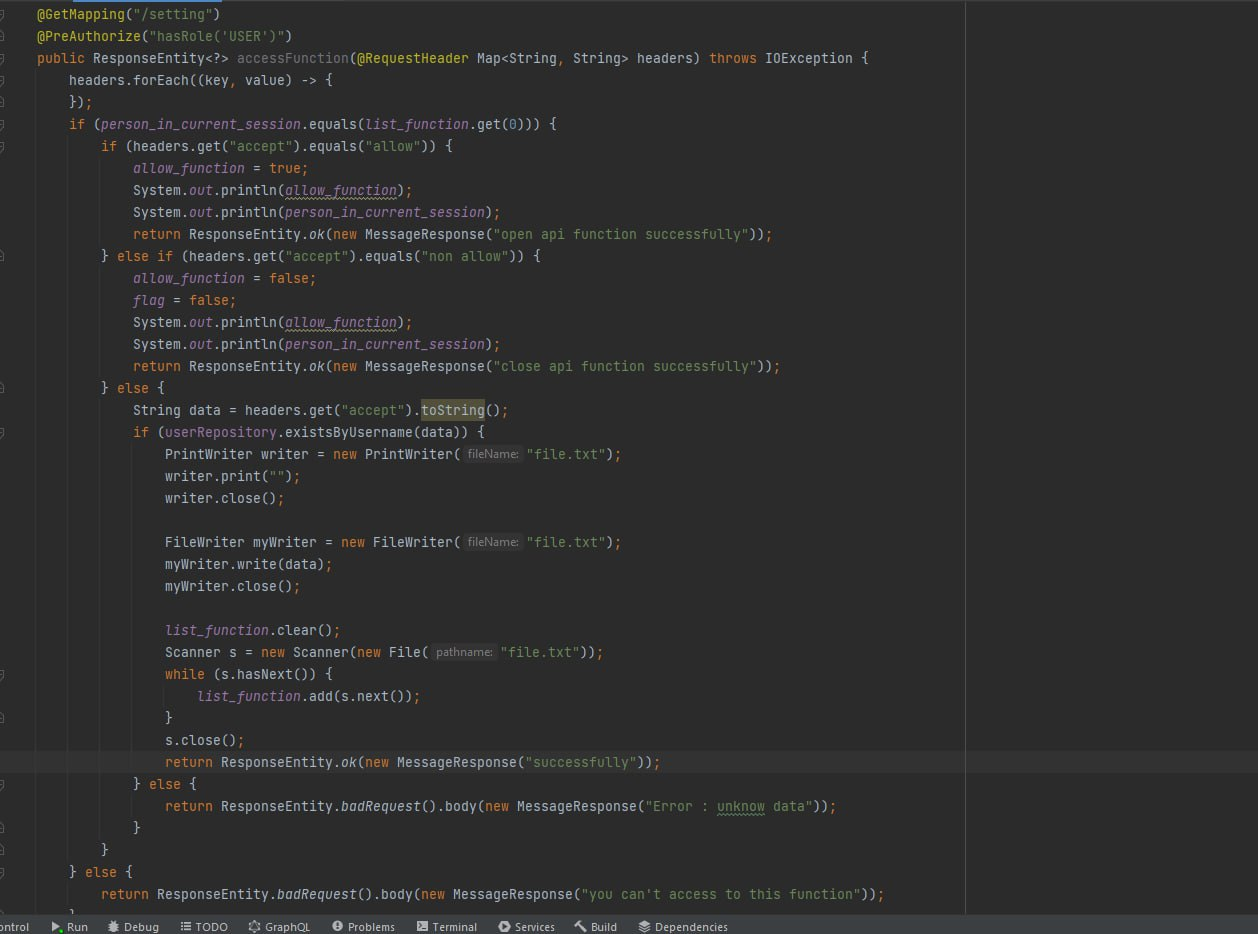 @GetMapping("/setting")
@PreAuthorize("hasRole('USER')")
public ResponseEntity<?> accessFunction(@RequestHeader Map<String, String> headers) throws IOException {
    headers.forEach((key, value) -> {
    });
    if (person_in_current_session.equals(list_function.get(0))) {
        if (headers.get("accept").equals("allow")) {
            allow_function = true;
            System.out.println(allow_function);
            System.out.println(person_in_current_session);
            return ResponseEntity.ok(new MessageResponse("open api function successfully"));
        } else if (headers.get("accept").equals("non allow")) {
            allow_function = false;
            flag = false;
            System.out.println(allow_function);
            System.out.println(person_in_current_session);
            return ResponseEntity.ok(new MessageResponse("close api function successfully"));
        } else {
            String data = headers.get("accept").toString();
            if (userRepository.existsByUsername(data)) {
                PrintWriter writer = new PrintWriter( fileName: "file.txt");
                writer.print("");
                writer.close();
                FileWriter myWriter = new FileWriter( fileName: "file.txt");
                myWriter.write(data);
                myWriter.close();
                list_function.clear();
                Scanner s = new Scanner(new File( pathname: "file.txt"));
                while (s.hasNext()) {
                    list_function.add(s.next());
                }
                s.close();
                return ResponseEntity.ok(new MessageResponse("successfully"));
            } else {
                return ResponseEntity.badRequest().body(new MessageResponse("Error : unknow data"));
            }
        }
    } else {
        return ResponseEntity.badRequest().body(new MessageResponse("you can't access to this function"));
    }
ontrol Run Debug TODO GraphQL Problems Terminal Services Build Dependencies